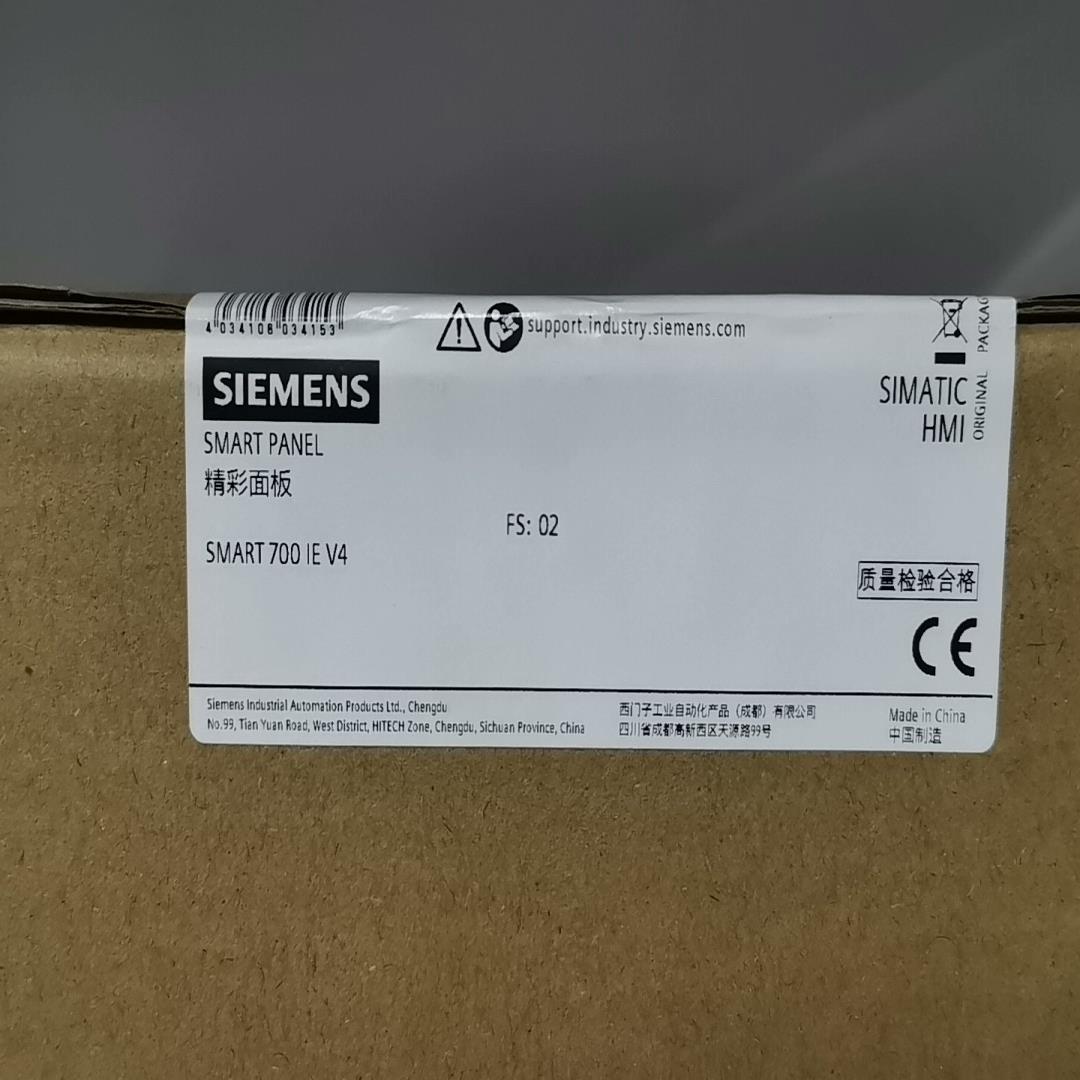 4 034108 034153
support.industry.siemens.com
SIEMENS
SIMATIC
HMI
ORIGINAL
SMART PANEL
精彩面板
FS: 02
SMART 700 IE V4
质量检验合格
CE
Siemens Industrial Automation Products Ltd., Chengdu
No.99, Tian Yuan Road, West District, HITECH Zone, Chengdu, Sichuan Province, China
西门子工业自动化产品（成都）有限公司
四川省成都高新西区天源路99号
Made in China
中国制造